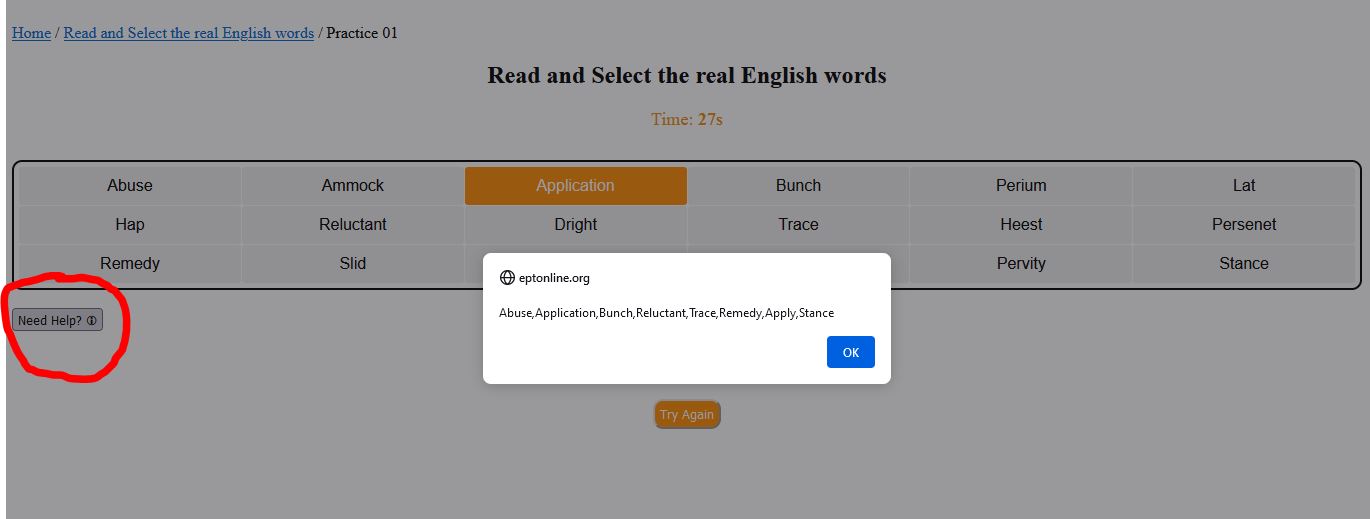 Home / Read and Select the real English words / Practice 01
Read and Select the real English words
Time: 27s
Abuse Ammock Application Bunch Perium Lat
Hap Reluctant Dright Trace Heest Persenet
Remedy Slid Pervity Stance
eptonline.org
Abuse,Application,Bunch,Reluctant,Trace,Remedy,Apply,Stance
OK
Need Help?
Try Again